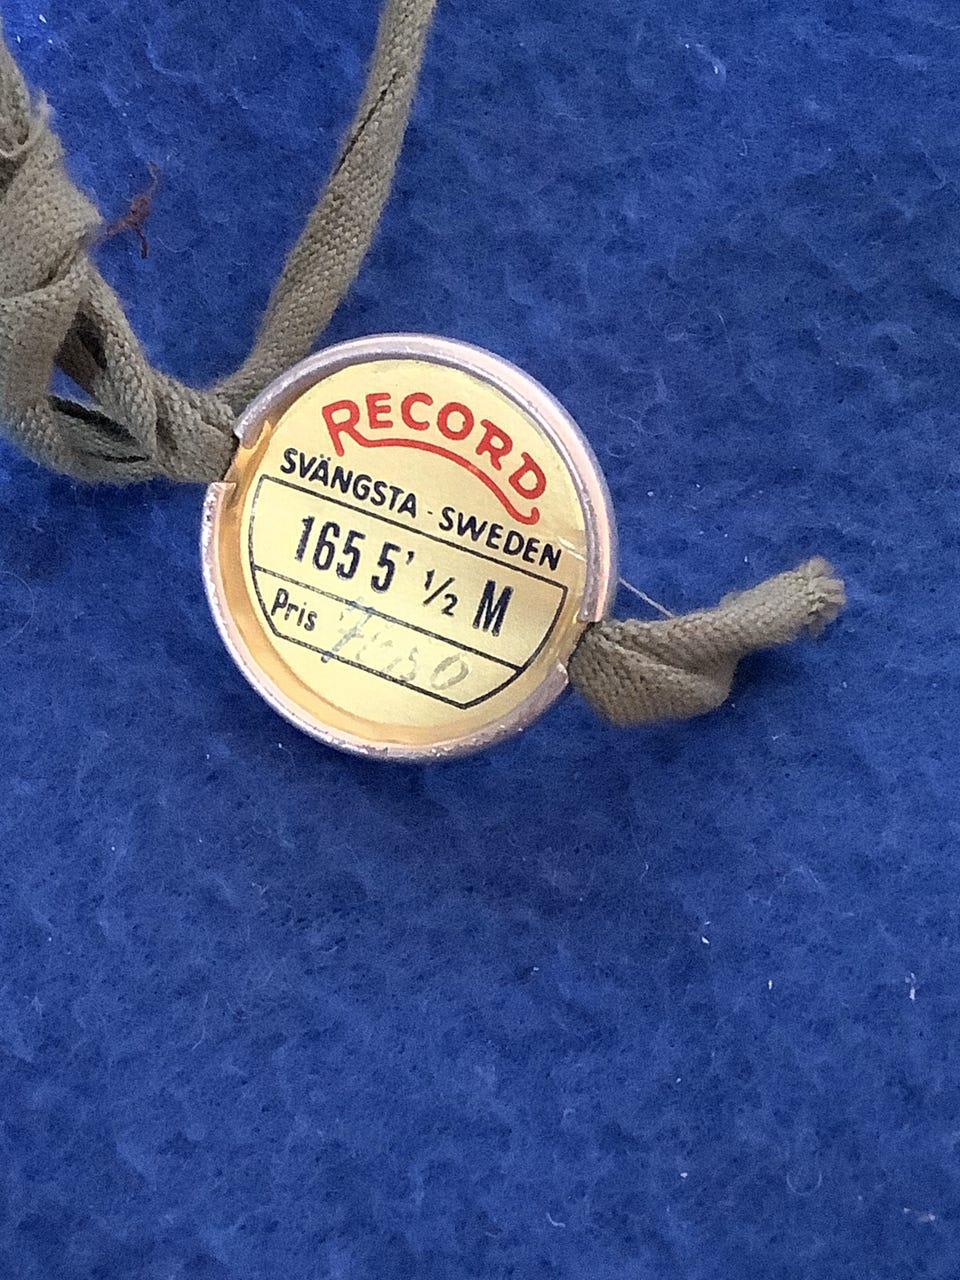 RECORD
SVÄNGSTA - SWEDEN
165 5' ½ M
Pris